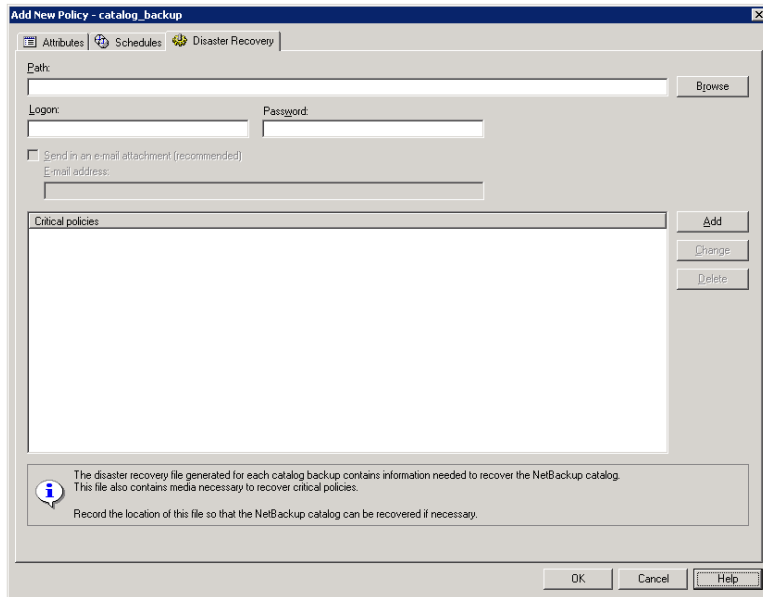 Add New Policy - catalog_backup
Attributes Schedules Disaster Recovery
Path:
Browse
Logon: Password:
Send in an e-mail attachment (recommended)
E-mail address:
Critical policies
Add
Change
Delete
The disaster recovery file generated for each catalog backup contains information needed to recover the NetBackup catalog.
This file also contains media necessary to recover critical policies.
Record the location of this file so that the NetBackup catalog can be recovered if necessary.
OK Cancel Help